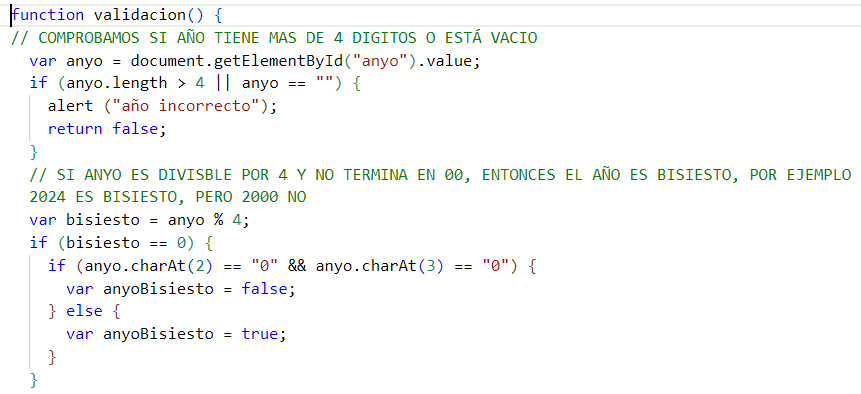 function validacion() {
// COMPROBAMOS SI AÑO TIENE MAS DE 4 DIGITOS O ESTÁ VACIO
  var anyo = document.getElementById("anyo").value;
  if (anyo.length > 4 || anyo == "") {
    alert ("año incorrecto");
    return false;
  }
  // SI ANYO ES DIVISBLE POR 4 Y NO TERMINA EN 00, ENTONCES EL AÑO ES BISIESTO, POR EJEMPLO
  2024 ES BISIESTO, PERO 2000 NO
  var bisiesto = anyo % 4;
  if (bisiesto == 0) {
    if (anyo.charAt(2) == "0" && anyo.charAt(3) == "0") {
      var anyoBisiesto = false;
    } else {
      var anyoBisiesto = true;
    }
  }